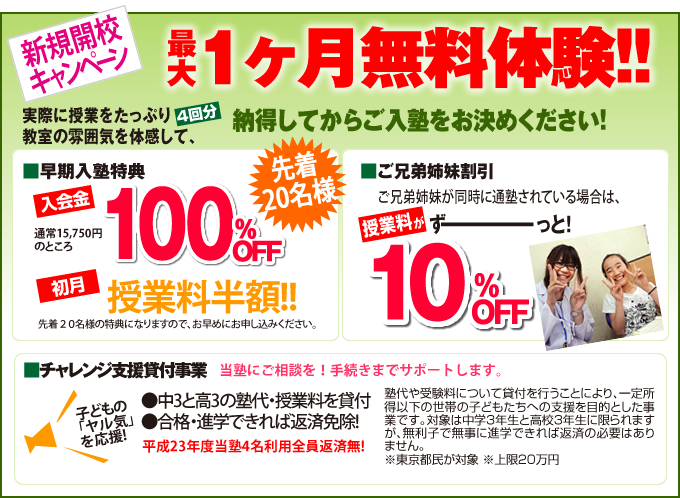 新規開校
キャンペーン
最大1ヶ月無料体験!!
実際に授業をたっぷり4回分
教室の雰囲気を体感して、
納得してからご入塾をお決めください!
■早期入塾特典
先着
20名様
入会金
通常15,750円
のところ
100%OFF
初月
授業料半額!!
先着20名様の特典になりますので、お早めにお申し込みください。
■ご兄弟姉妹割引
ご兄弟姉妹が同時に通塾されている場合は、
授業料がず――――っと!
10%OFF
■チャレンジ支援貸付事業
当塾にご相談を！手続きまでサポートします。
子どもの
「ヤル気」
を応援!
●中3と高3の塾代・授業料を貸付
●合格・進学できれば返済免除!
平成23年度当塾4名利用全員返済無!
塾代や受験料について貸付を行うことにより、一定所
得以下の世帯の子どもたちへの支援を目的とした事
業です。対象は中学3年生と高校3年生に限られます
が、無利子で無事に進学できれば返済の必要はあり
ません。
※東京都民が対象 ※上限20万円